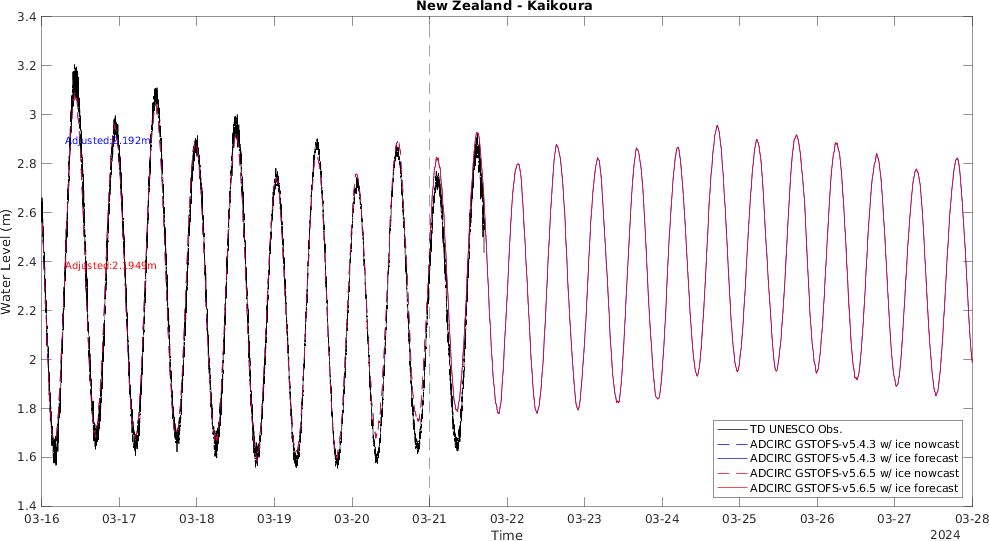 New Zealand - Kaikoura
3.4
3.2
3
2.8
2.6
2.4
2.2
2
1.8
1.6
1.4
Water Level (m)
Adjusted:2.192m
Adjusted:2.1949m
TD UNESCO Obs.
ADCIRC GSTOFS-v5.4.3 w/ ice nowcast
ADCIRC GSTOFS-v5.4.3 w/ ice forecast
ADCIRC GSTOFS-v5.6.5 w/ ice nowcast
ADCIRC GSTOFS-v5.6.5 w/ ice forecast
03-16 03-17 03-18 03-19 03-20 03-21 03-22 03-23 03-24 03-25 03-26 03-27 03-28
Time
2024